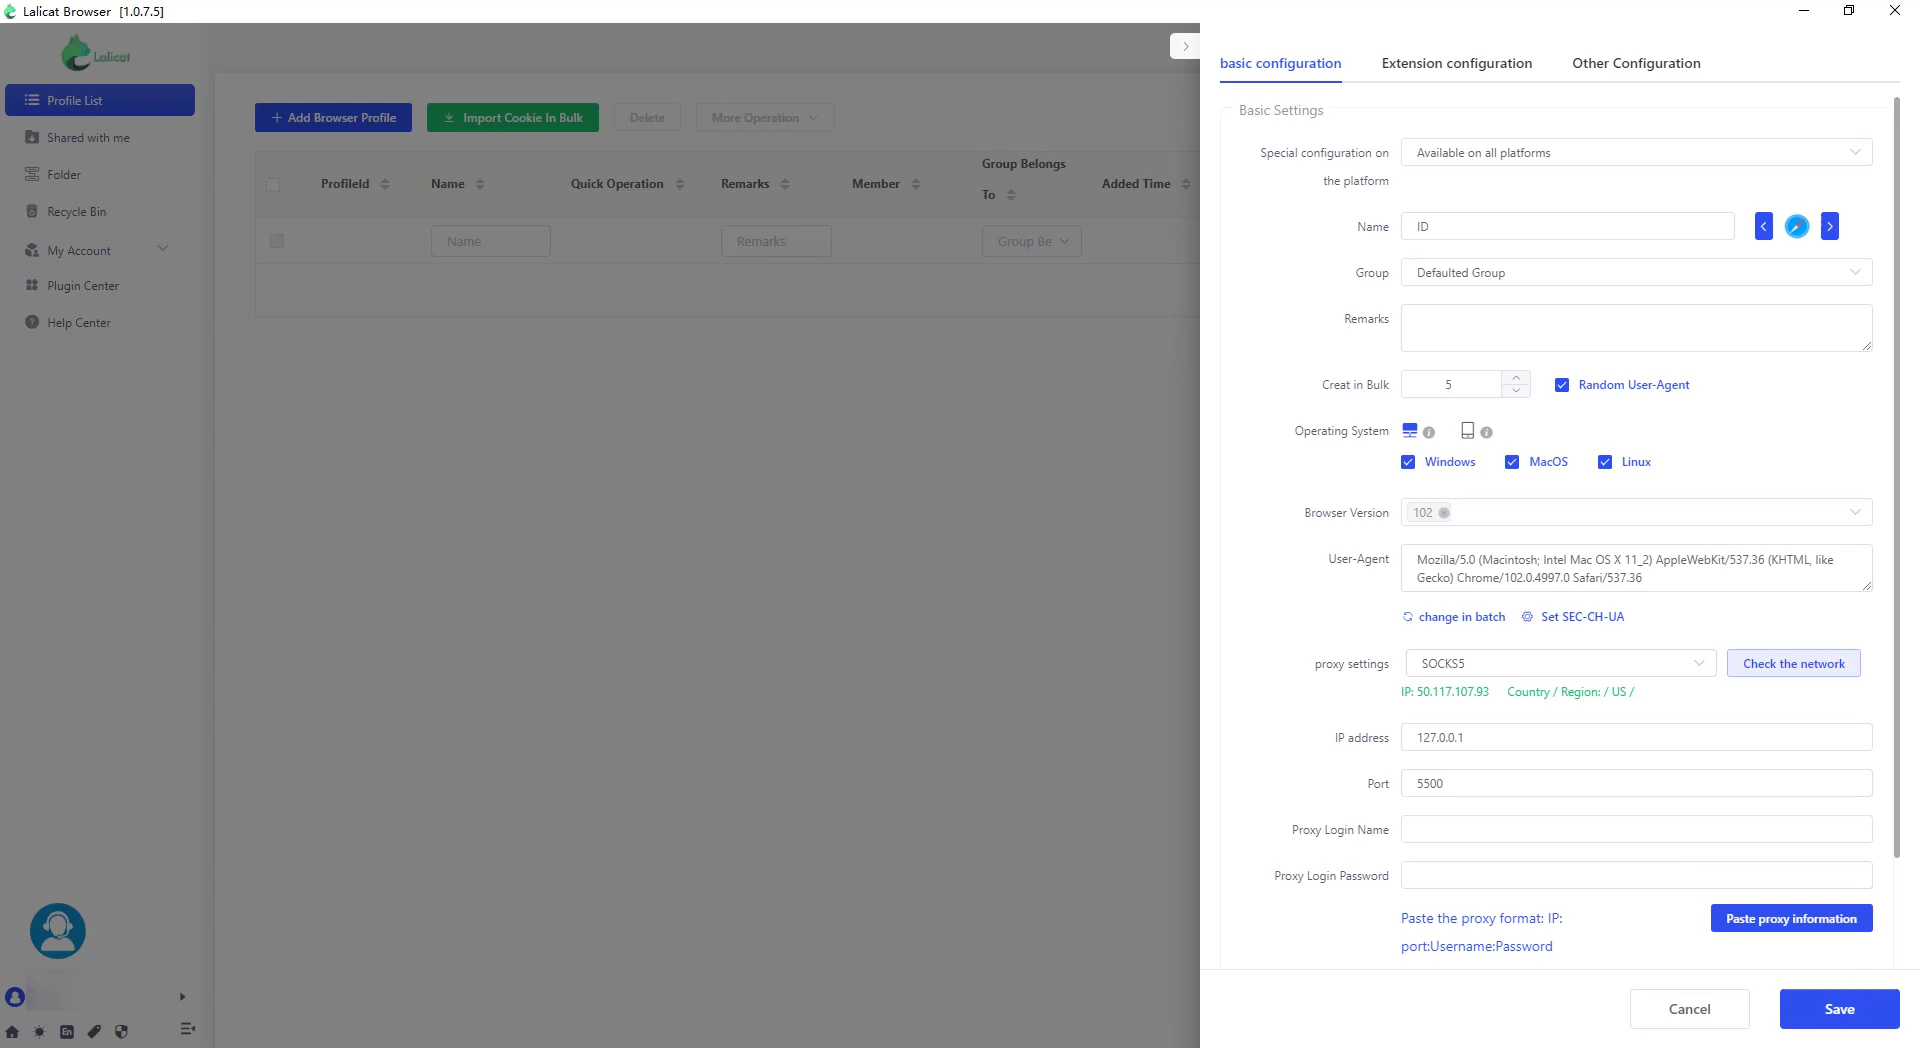 Lalicat Browser [1.0.7.5]
Lalicat
Profile List
Shared with me
Folder
Recycle Bin
My Account
Plugin Center
Help Center
En
+ Add Browser Profile
Import Cookie In Bulk
Delete
More Operation
ProfileId
Name
Quick Operation
Remarks
Member
Group Belongs
To
Added Time
Name
Remarks
Group Be
basic configuration
Extension configuration
Other Configuration
Basic Settings
Special configuration on
the platform
Available on all platforms
Name
ID
Group
Defaulted Group
Remarks
Creat in Bulk
5
Random User-Agent
Operating System
Windows
MacOS
Linux
Browser Version
102
User-Agent
Mozilla/5.0 (Macintosh; Intel Mac OS X 11_2) AppleWebKit/537.36 (KHTML, like
Gecko) Chrome/102.0.4997.0 Safari/537.36
change in batch
Set SEC-CH-UA
proxy settings
SOCKS5
Check the network
IP: 50.117.107.93
Country / Region: / US /
IP address
127.0.0.1
Port
5500
Proxy Login Name
Proxy Login Password
Paste the proxy format: IP:
port:Username:Password
Paste proxy information
Cancel
Save